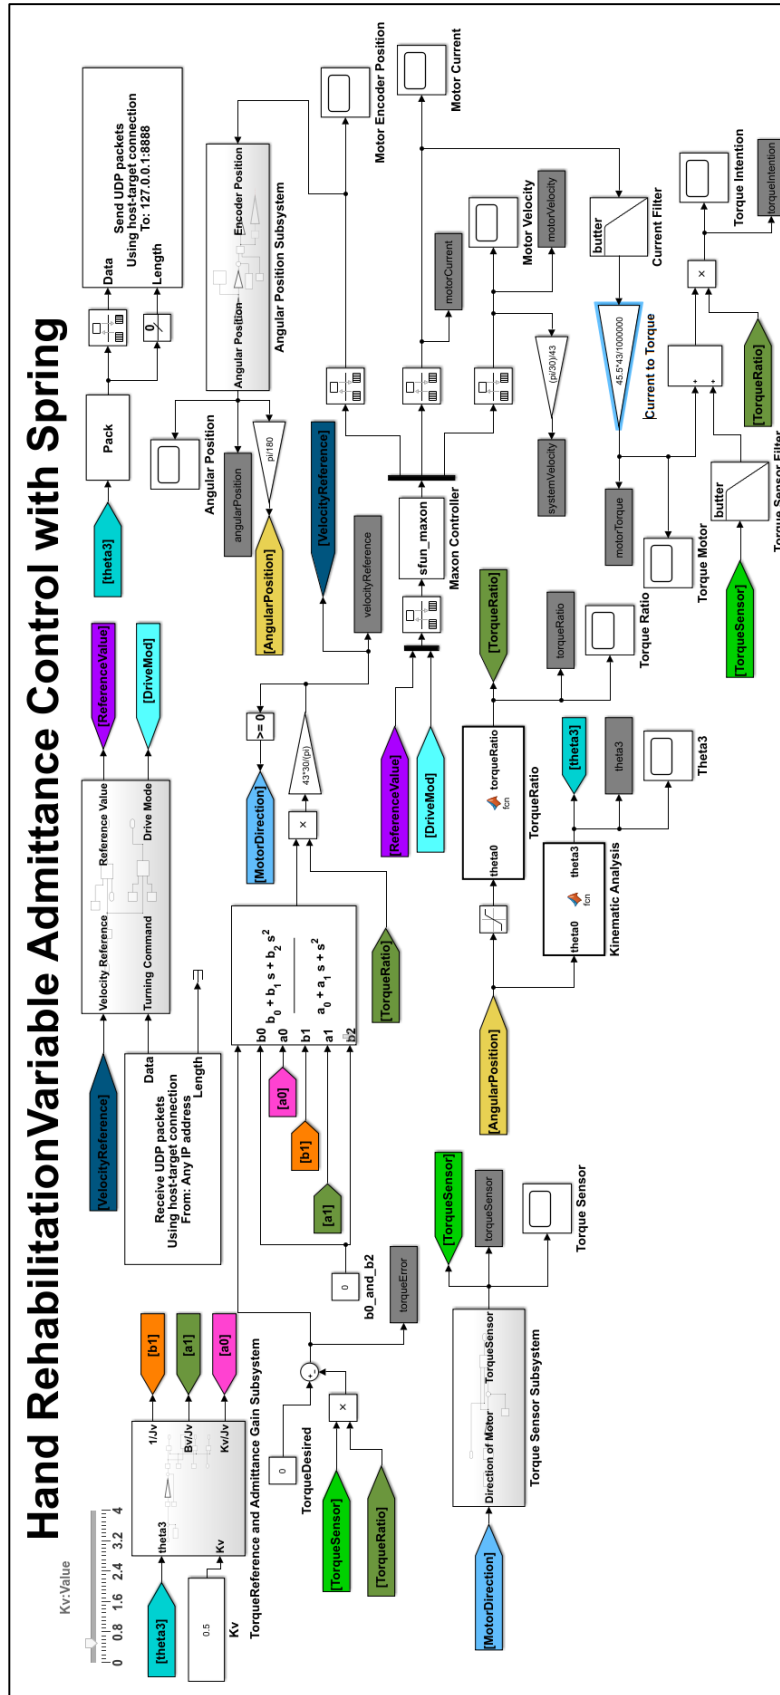 Hand RehabilitationVariable Admittance Control with Spring
Kv:Value
0 0.8 1.6 2.4 3.2 4
[theta3]
0.5
Kv
theta3
Kv
1/Jv
Bv/Jv
Kv/Jv
TorqueReference and Admittance Gain Subsystem
[b1]
[a1]
[a0]
[VelocityReference]
Receive UDP packets
Using host-target connection
From: Any IP address
Data
Length
Velocity Reference
Turning Command
Reference Value
Drive Mode
[ReferenceValue]
[DriveMod]
[theta3]
Pack
0
Data
Length
Send UDP packets
Using host-target connection
To: 127.0.0.1:8888
0
TorqueDesired
[TorqueSensor]
[TorqueRatio]
×
+
-
torqueError
0
b0_and_b2
[a1]
[b1]
[a0]
b0
a0
b1
a1
b2
b0 + b1 s + b2 s2
a0 + a1 s + s2
[TorqueRatio]
×
43*30/(pi)
>= 0
[MotorDirection]
[VelocityReference]
velocityReference
Angular Position
angularPosition
pi/180
[AngularPosition]
Angular Position
Encoder Position
Angular Position Subsystem
Motor Encoder Position
[ReferenceValue]
[DriveMod]
sfun_maxon
Maxon Controller
Motor Current
motorCurrent
Motor Velocity
motorVelocity
(pi/30)/43
systemVelocity
butter
Current Filter
45.5*43/1000000
Current to Torque
motorTorque
Torque Motor
[MotorDirection]
Direction of Motor
TorqueSensor
Torque Sensor Subsystem
[TorqueSensor]
torqueSensor
Torque Sensor
[AngularPosition]
theta0
torqueRatio
fcn
TorqueRatio
[TorqueRatio]
torqueRatio
Torque Ratio
theta0
theta3
fcn
Kinematic Analysis
[theta3]
theta3
Theta3
[TorqueSensor]
butter
Torque Sensor Filter
+
+
[TorqueRatio]
×
Torque Intention
torqueIntention